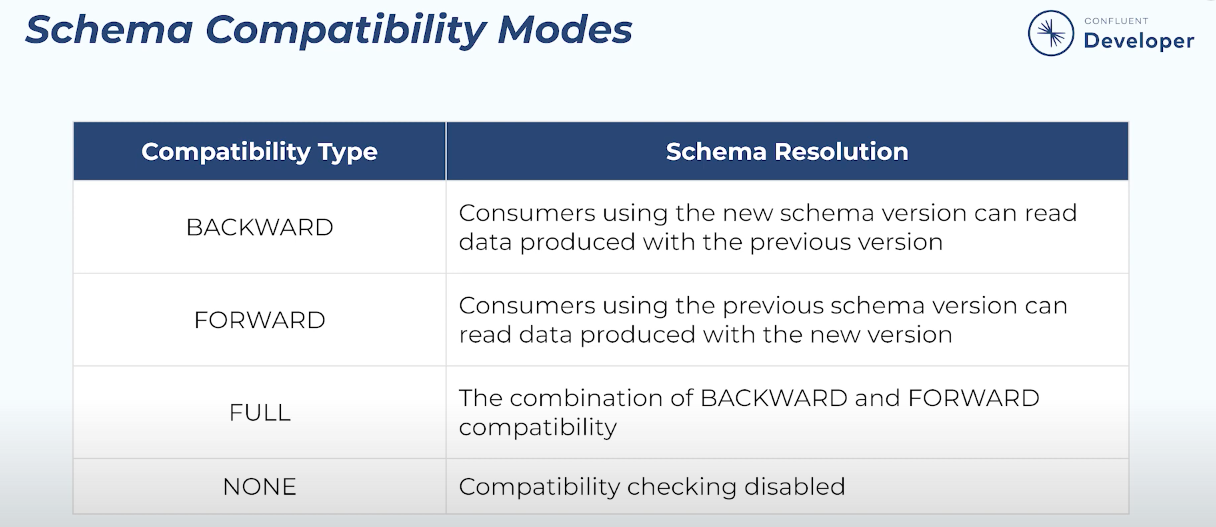 Schema Compatibility Modes
CONFLUENT
Developer
Compatibility Type
Schema Resolution
BACKWARD
Consumers using the new schema version can read
data produced with the previous version
FORWARD
Consumers using the previous schema version can
read data produced with the new version
FULL
The combination of BACKWARD and FORWARD
compatibility
NONE
Compatibility checking disabled